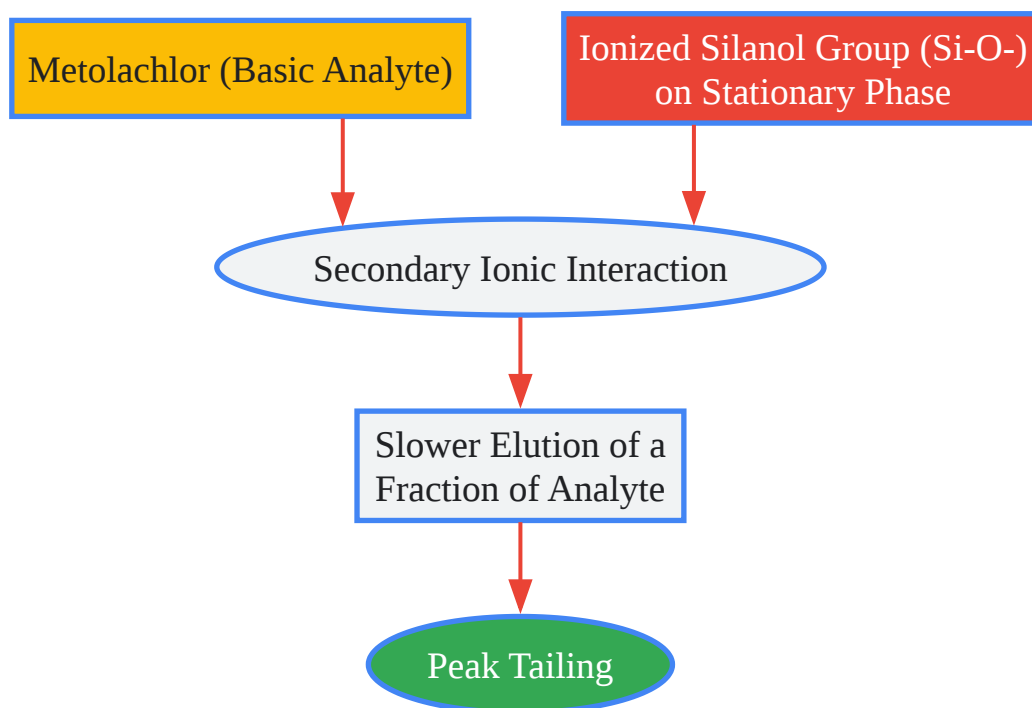 Metolachlor (Basic Analyte)
Ionized Silanol Group (Si-O-)
on Stationary Phase
Secondary Ionic Interaction
Slower Elution of a
Fraction of Analyte
Peak Tailing